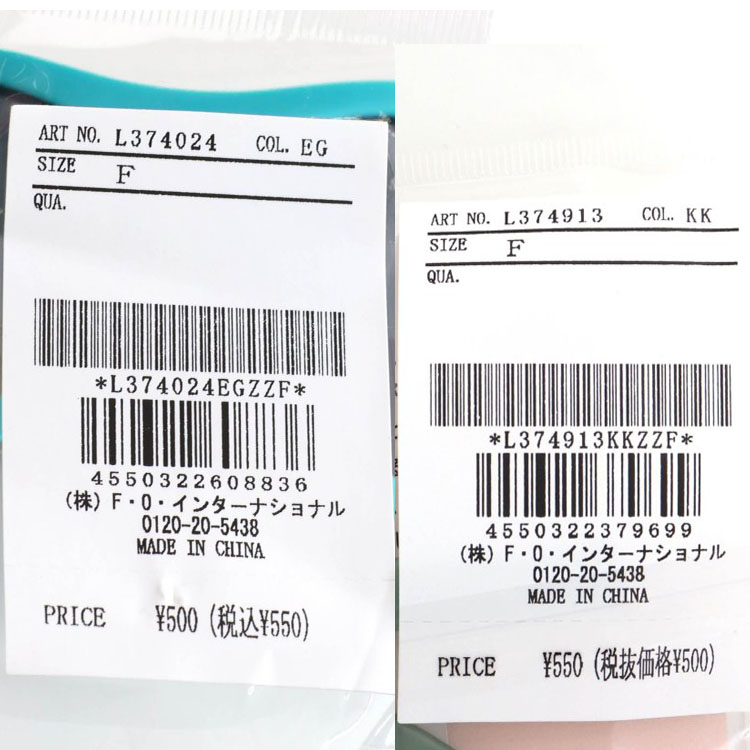 ART NO. L374024 COL. EG
SIZE F
QUA.
*L374024EGZZF*
4550322608836
(株)F・O・インターナショナル
0120-20-5438
MADE IN CHINA
PRICE ¥500(税込¥550)
ART NO. L374913 COL. KK
SIZE F
QUA.
*L374913KKZZF*
4550322379699
(株)F・O・インターナショナル
0120-20-5438
MADE IN CHINA
PRICE ¥550(税抜価格¥500)